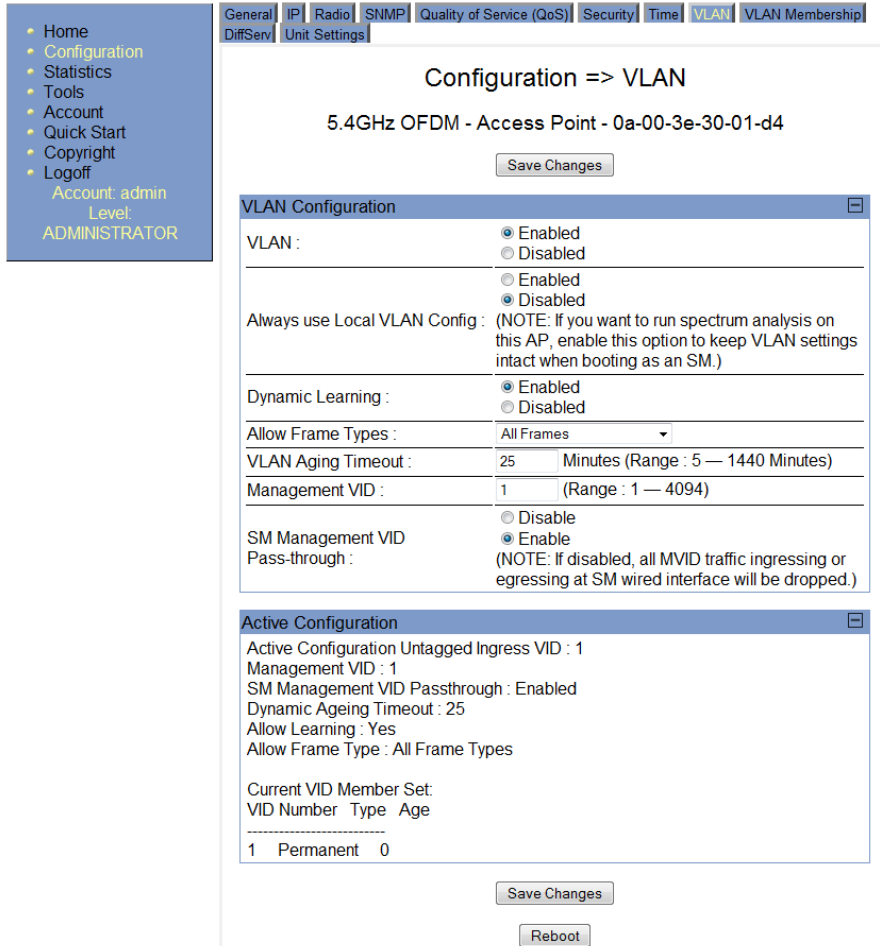 Home
Configuration
Statistics
Tools
Account
Quick Start
Copyright
Logoff
Account: admin
Level:
ADMINISTRATOR
General IP Radio SNMP Quality of Service (QoS) Security Time VLAN VLAN Membership
DiffServ Unit Settings
Configuration => VLAN
5.4GHz OFDM - Access Point - 0a-00-3e-30-01-d4
Save Changes
VLAN Configuration
VLAN :
Enabled
Disabled
Always use Local VLAN Config :
Enabled
Disabled
(NOTE: If you want to run spectrum analysis on
this AP, enable this option to keep VLAN settings
intact when booting as an SM.)
Dynamic Learning :
Enabled
Disabled
Allow Frame Types : All Frames
VLAN Aging Timeout : 25 Minutes (Range : 5 — 1440 Minutes)
Management VID : 1 (Range : 1 — 4094)
SM Management VID
Pass-through :
Disable
Enable
(NOTE: If disabled, all MVID traffic ingressing or
egressing at SM wired interface will be dropped.)
Active Configuration
Active Configuration Untagged Ingress VID : 1
Management VID : 1
SM Management VID Passthrough : Enabled
Dynamic Ageing Timeout : 25
Allow Learning : Yes
Allow Frame Type : All Frame Types
Current VID Member Set:
VID Number Type Age
--------------------------
1 Permanent 0
Save Changes
Reboot